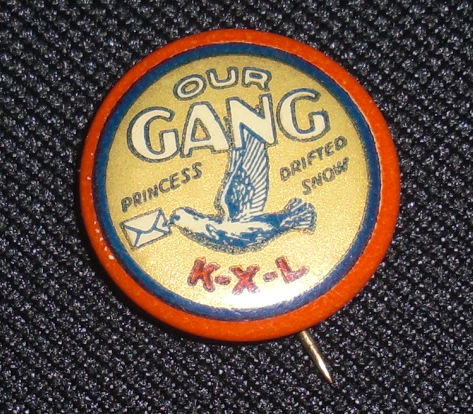 OUR
GANG
PRINCESS DRIFTED
SNOW
K-X-L